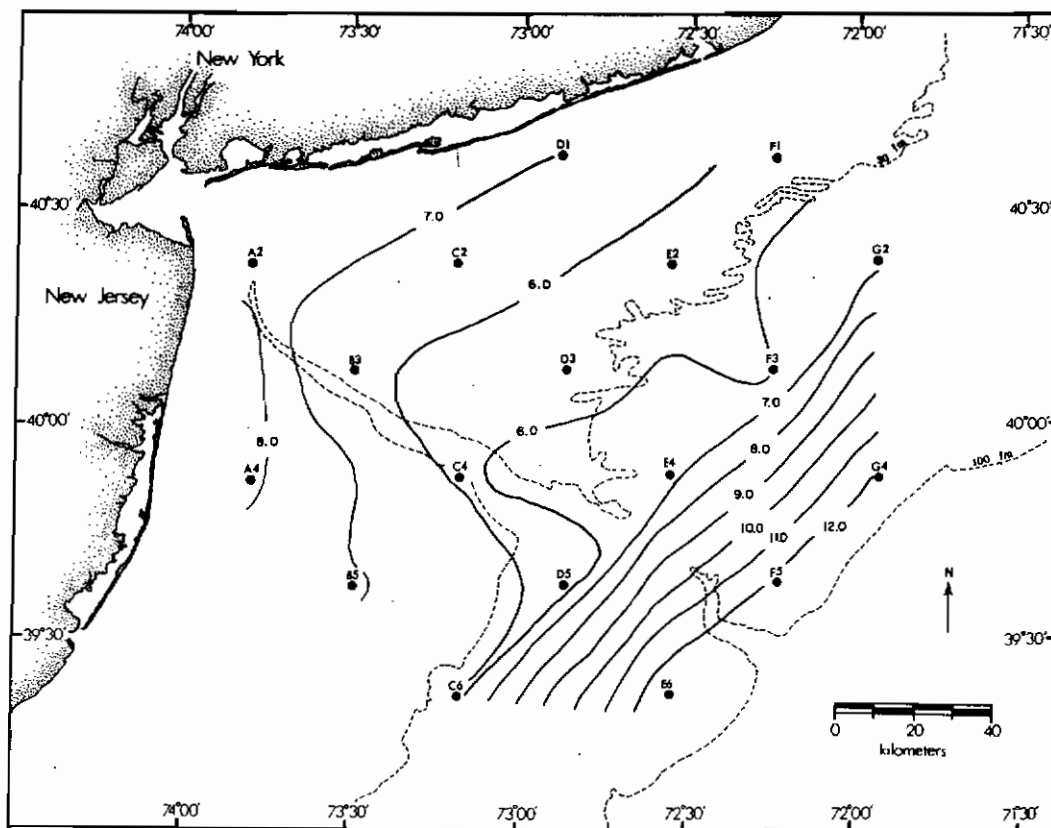 74°00'
73°30'
73°00'
72°30'
72°00'
71°30'
New York
D1
F1
30 fm
40°30'
40°30'
7.0
A2
C2
E2
G2
New Jersey
6.0
B3
D3
F3
7.0
40°00'
6.0
40°00'
8.0
8.0
100 fm
A4
C4
E4
G4
9.0
10.0
11.0
12.0
B5
D5
F5
N
39°30'
39°30'
C6
E6
0 20 40
kilometers
74°00'
73°30'
73°00'
72°30'
72°00'
71°30'